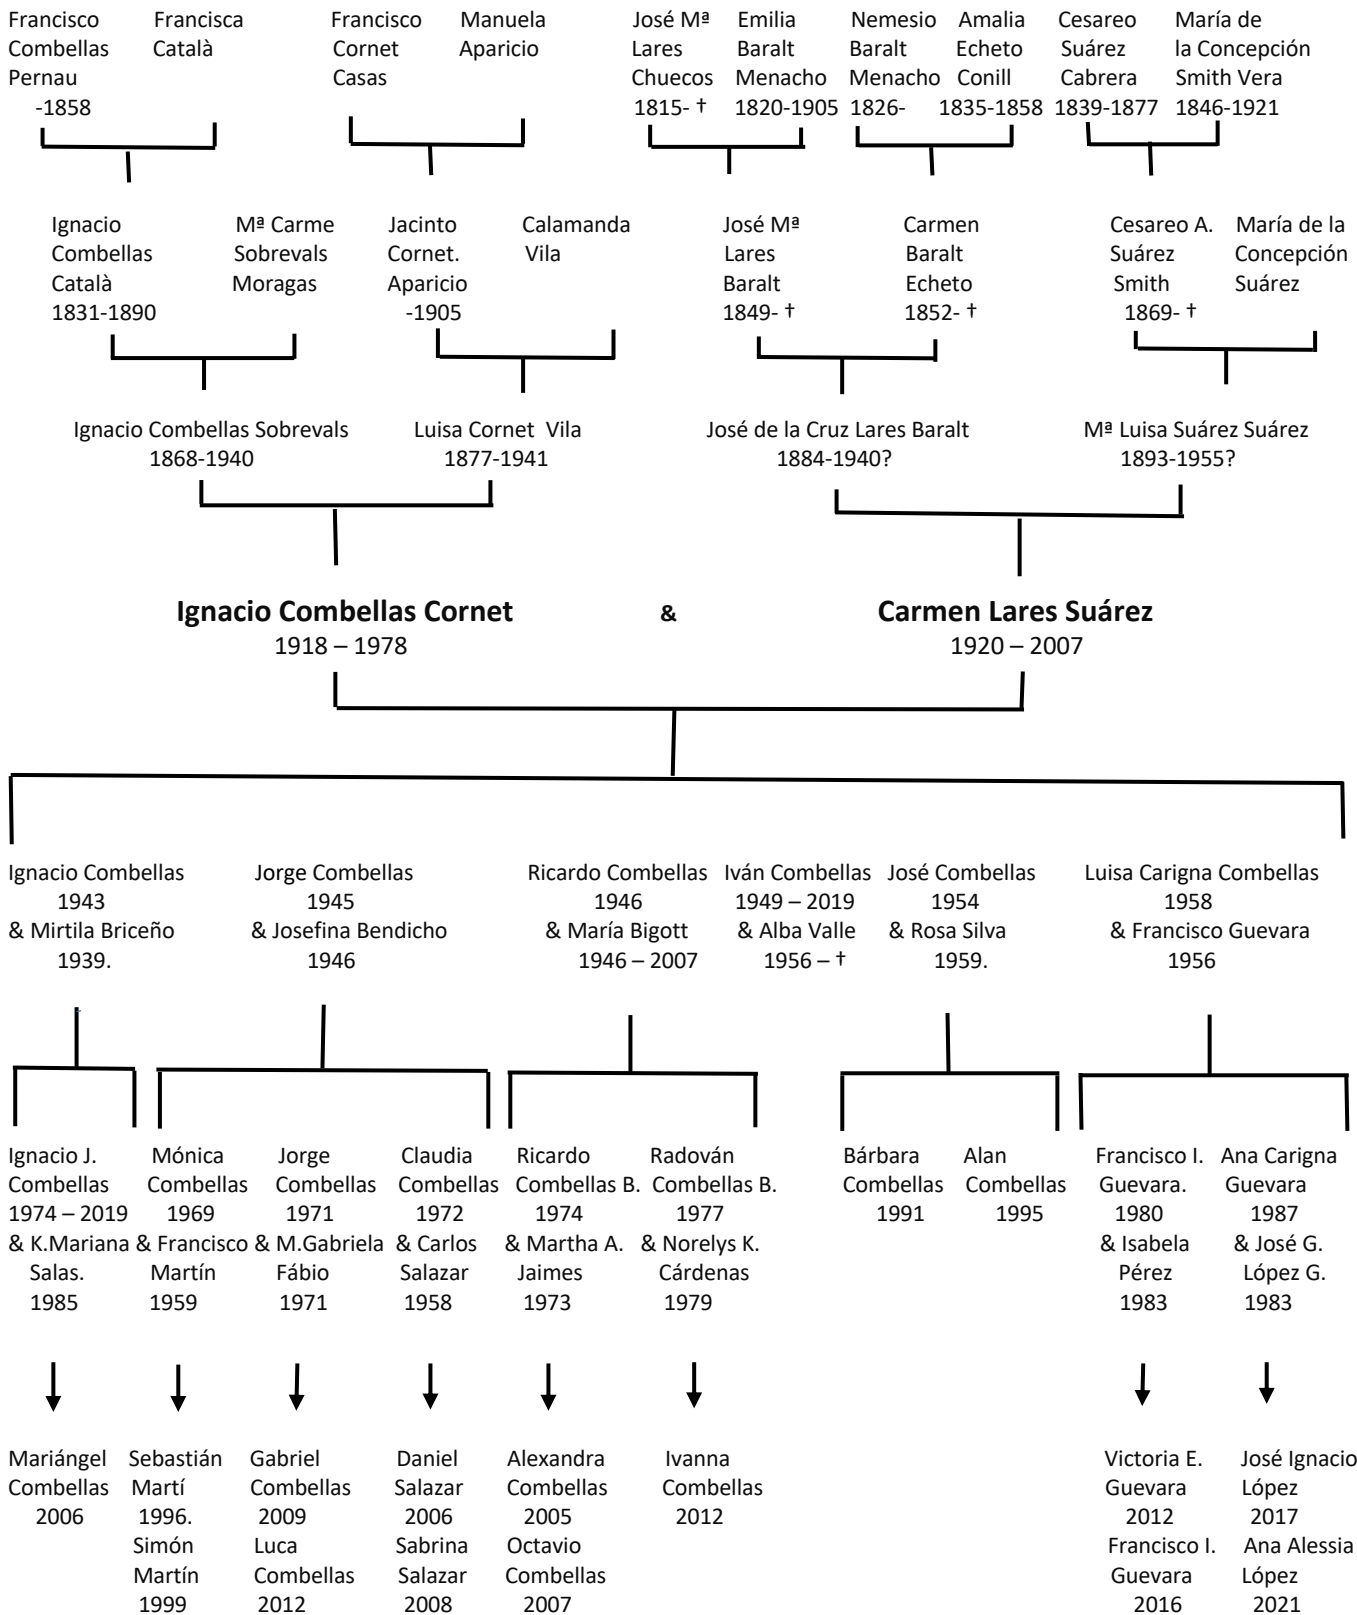 Francisco Francisca Francisco Manuela José Mª Emilia Nemesio Amalia Cesareo María de
Combellas Català Cornet Aparicio Lares Baralt Baralt Echeto Suárez la Concepción
Pernau Casas Chuecos Menacho Menacho Conill Cabrera Smith Vera
-1858 1815- † 1820-1905 1826- 1835-1858 1839-1877 1846-1921
Ignacio Mª Carme Jacinto Calamanda José Mª Carmen Cesareo A. María de la
Combellas Sobrevals Cornet. Vila Lares Baralt Suárez Concepción
Català Moragas Aparicio Baralt Echeto Smith Suárez
1831-1890 -1905 1849- † 1852- † 1869- †
Ignacio Combellas Sobrevals Luisa Cornet Vila José de la Cruz Lares Baralt Mª Luisa Suárez Suárez
1868-1940 1877-1941 1884-1940? 1893-1955?
Ignacio Combellas Cornet & Carmen Lares Suárez
1918 – 1978 1920 – 2007
Ignacio Combellas Jorge Combellas Ricardo Combellas Iván Combellas José Combellas Luisa Carigna Combellas
1943 1945 1946 1949 – 2019 1954 1958
& Mirtila Briceño & Josefina Bendicho & María Bigott & Alba Valle & Rosa Silva & Francisco Guevara
1939. 1946 1946 – 2007 1956 – † 1959. 1956
Ignacio J. Mónica Jorge Claudia Ricardo Radován Bárbara Alan Francisco I. Ana Carigna
Combellas Combellas Combellas Combellas Combellas B. Combellas B. Combellas Combellas Guevara. Guevara
1974 – 2019 1969 1971 1972 1974 1977 1991 1995 1980 1987
& K.Mariana & Francisco & M.Gabriela & Carlos & Martha A. & Norelys K. & Isabela & José G.
Salas. Martín Fábio Salazar Jaimes Cárdenas Pérez López G.
1985 1959 1971 1958 1973 1979 1983 1983
Mariángel Sebastián Gabriel Daniel Alexandra Ivanna Victoria E. José Ignacio
Combellas Martí Combellas Salazar Combellas Combellas Guevara López
2006 1996. 2009 2006 2005 2012 2012 2017
Simón Luca Sabrina Octavio Francisco I. Ana Alessia
Martín Combellas Salazar Combellas Guevara López
1999 2012 2008 2007 2016 2021